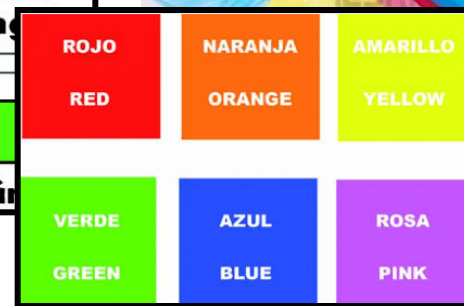 ROJO
RED
NARANJA
ORANGE
AMARILLO
YELLOW
VERDE
GREEN
AZUL
BLUE
ROSA
PINK